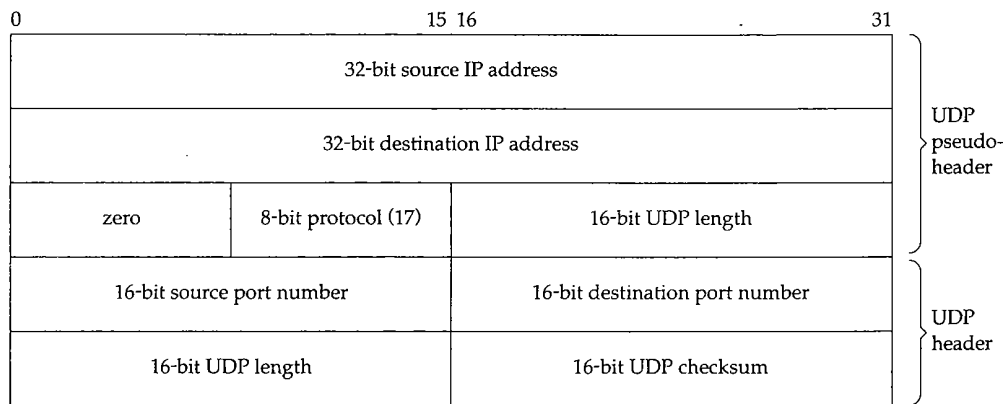 0 15 16 31
32-bit source IP address
32-bit destination IP address
UDP
pseudo-
header
zero 8-bit protocol (17) 16-bit UDP length
16-bit source port number 16-bit destination port number
UDP
header
16-bit UDP length 16-bit UDP checksum